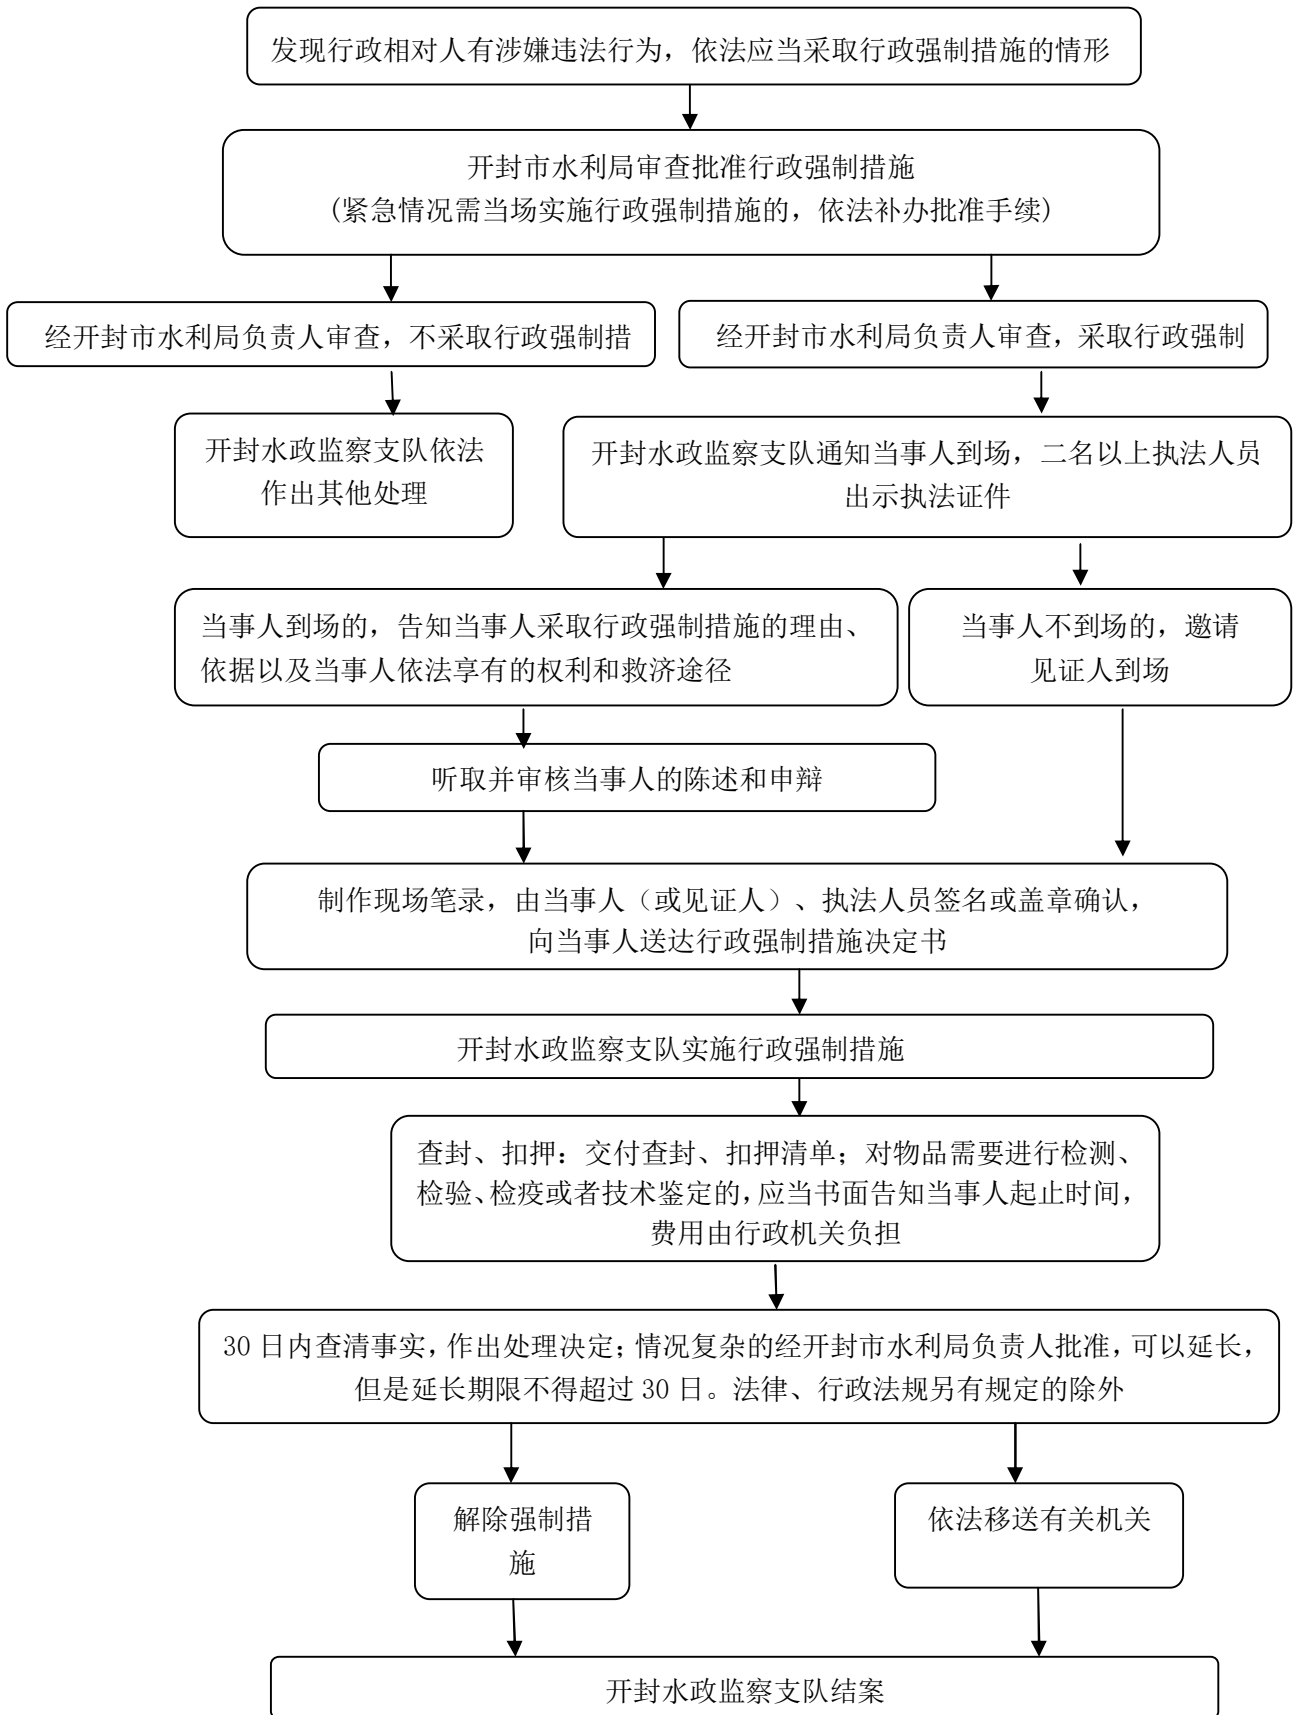 发现行政相对人有涉嫌违法行为，依法应当采取行政强制措施的情形
开封市水利局审查批准行政强制措施
(紧急情况需当场实施行政强制措施的，依法补办批准手续)
经开封市水利局负责人审查，不采取行政强制措
经开封市水利局负责人审查，采取行政强制
开封水政监察支队依法
作出其他处理
开封水政监察支队通知当事人到场，二名以上执法人员
出示执法证件
当事人到场的，告知当事人采取行政强制措施的理由、
依据以及当事人依法享有的权利和救济途径
当事人不到场的，邀请
见证人到场
听取并审核当事人的陈述和申辩
制作现场笔录，由当事人（或见证人）、执法人员签名或盖章确认，
向当事人送达行政强制措施决定书
开封水政监察支队实施行政强制措施
查封、扣押：交付查封、扣押清单；对物品需要进行检测、
检验、检疫或者技术鉴定的，应当书面告知当事人起止时间，
费用由行政机关负担
30日内查清事实，作出处理决定；情况复杂的经开封市水利局负责人批准，可以延长，
但是延长期限不得超过30日。法律、行政法规另有规定的除外
解除强制措
施
依法移送有关机关
开封水政监察支队结案